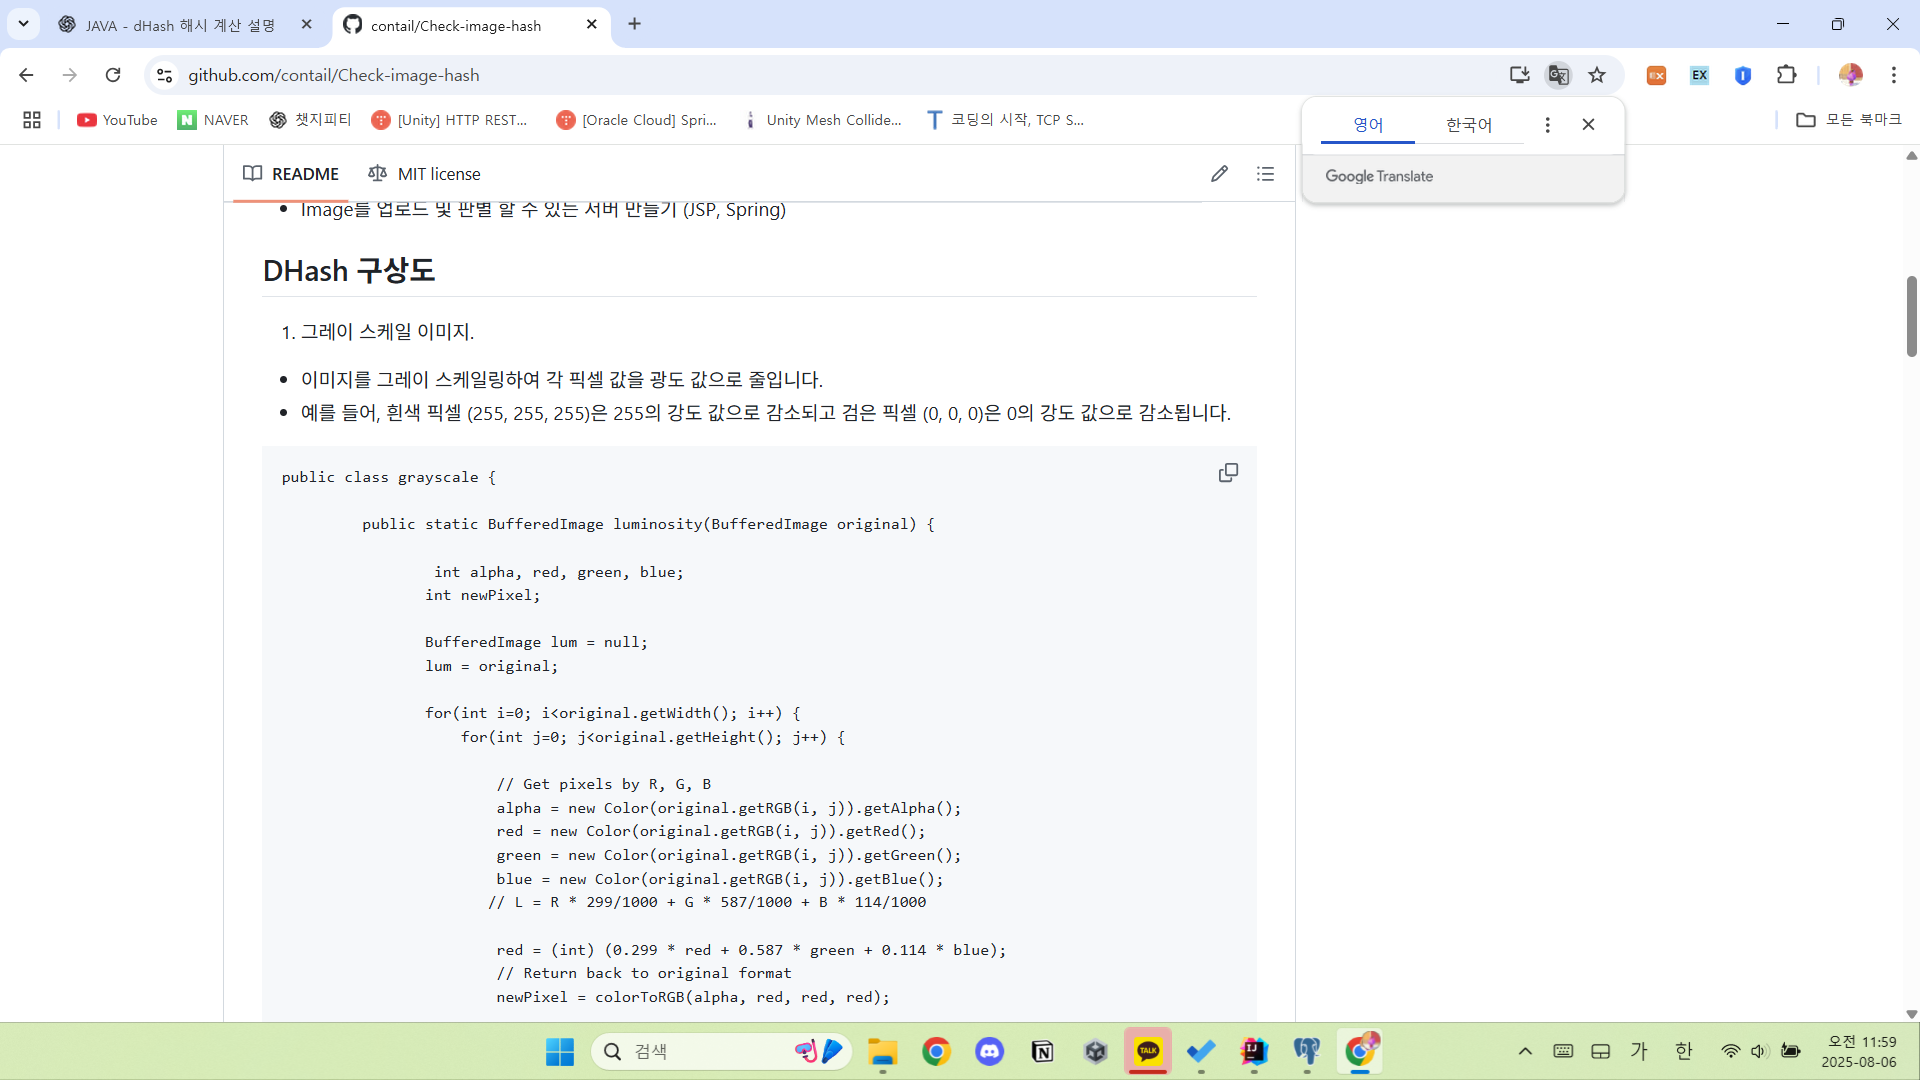 JAVA - dHash 해시 계산 설명
contail/Check-image-hash
github.com/contail/Check-image-hash
YouTube
NAVER
챗지피티
[Unity] HTTP REST...
[Oracle Cloud] Spri...
Unity Mesh Collide...
코딩의 시작, TCP S...
모든 북마크
영어
한국어
Google Translate
README
MIT license
Image를 업로드 및 판별 할 수 있는 서버 만들기 (JSP, Spring)
DHash 구상도
1. 그레이 스케일 이미지.
이미지를 그레이 스케일링하여 각 픽셀 값을 광도 값으로 줄입니다.
예를 들어, 흰색 픽셀 (255, 255, 255)은 255의 강도 값으로 감소되고 검은 픽셀 (0, 0, 0)은 0의 강도 값으로 감소됩니다.
public class grayscale {
public static BufferedImage luminosity(BufferedImage original) {
int alpha, red, green, blue;
int newPixel;
BufferedImage lum = null;
lum = original;
for(int i=0; i<original.getWidth(); i++) {
for(int j=0; j<original.getHeight(); j++) {
// Get pixels by R, G, B
alpha = new Color(original.getRGB(i, j)).getAlpha();
red = new Color(original.getRGB(i, j)).getRed();
green = new Color(original.getRGB(i, j)).getGreen();
blue = new Color(original.getRGB(i, j)).getBlue();
// L = R * 299/1000 + G * 587/1000 + B * 114/1000
red = (int) (0.299 * red + 0.587 * green + 0.114 * blue);
// Return back to original format
newPixel = colorToRGB(alpha, red, red, red);
검색
TALK
가
한
오전 11:59
2025-08-06